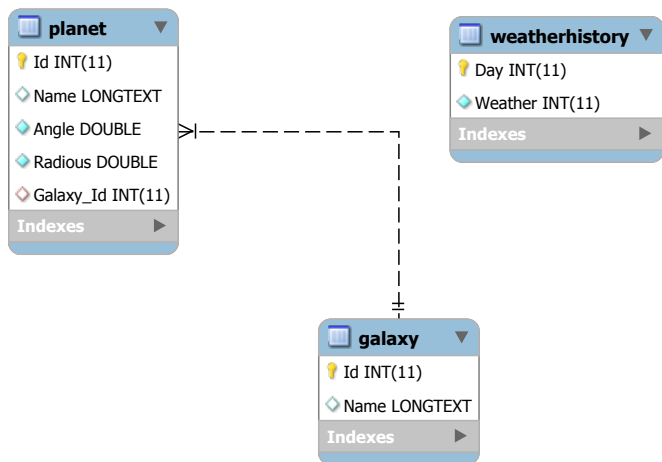 planet
Id INT(11)
Name LONGTEXT
Angle DOUBLE
Radious DOUBLE
Galaxy_Id INT(11)
Indexes
weatherhistory
Day INT(11)
Weather INT(11)
Indexes
galaxy
Id INT(11)
Name LONGTEXT
Indexes